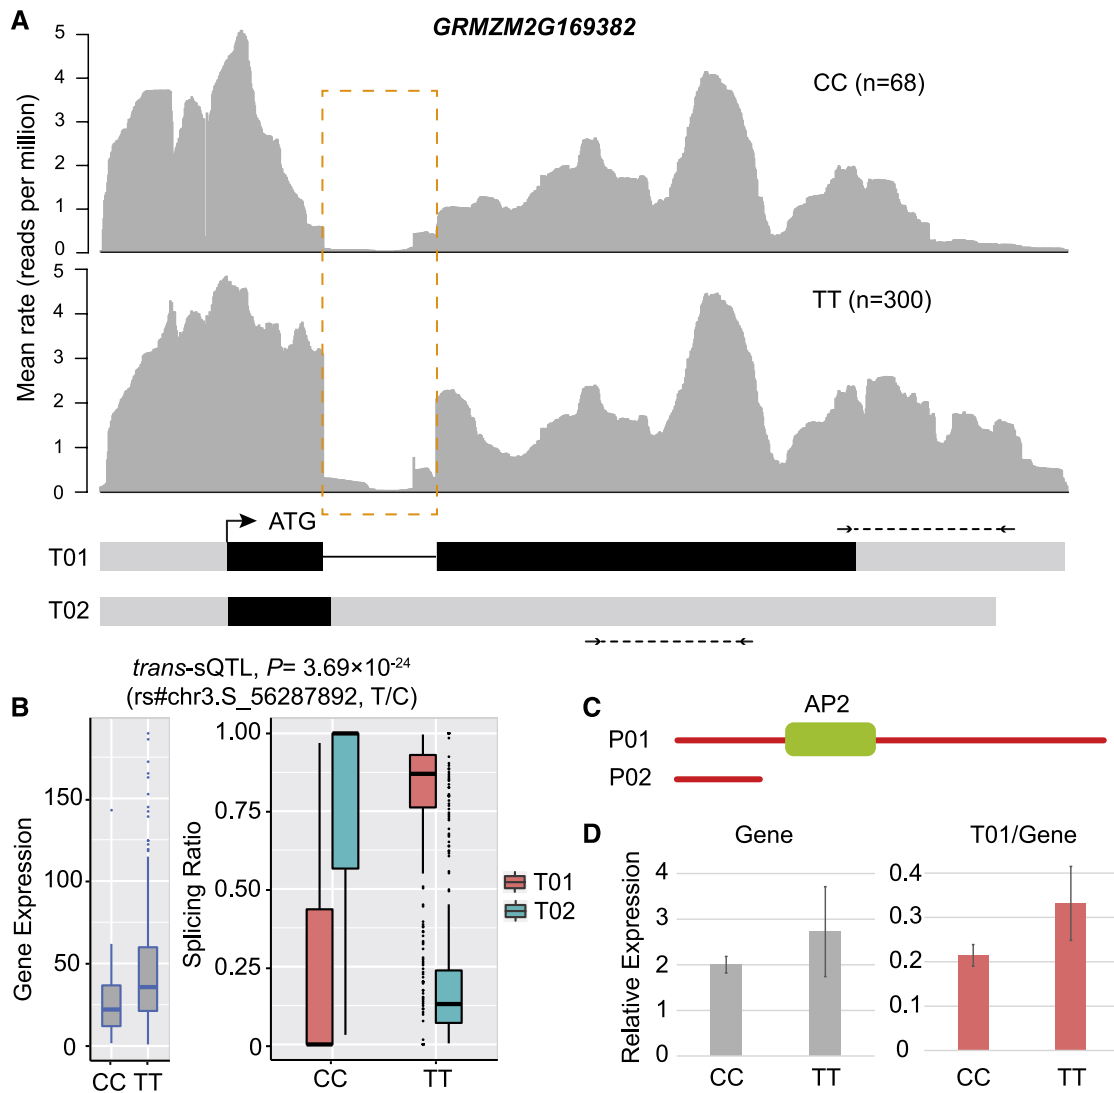 A
GRMZM2G169382
Mean rate (reads per million)
5
4
3
2
1
0
CC (n=68)
5
4
3
2
1
0
TT (n=300)
ATG
T01
T02
trans-sQTL, P= 3.69×10⁻²⁴
(rs#chr3.S_56287892, T/C)
B
Gene Expression
150
100
50
0
CC TT
Splicing Ratio
1.00
0.75
0.50
0.25
0
CC TT
T01
T02
C
AP2
P01
P02
D
Gene
Relative Expression
4
3
2
1
0
CC TT
T01/Gene
0.4
0.3
0.2
0.1
0
CC TT